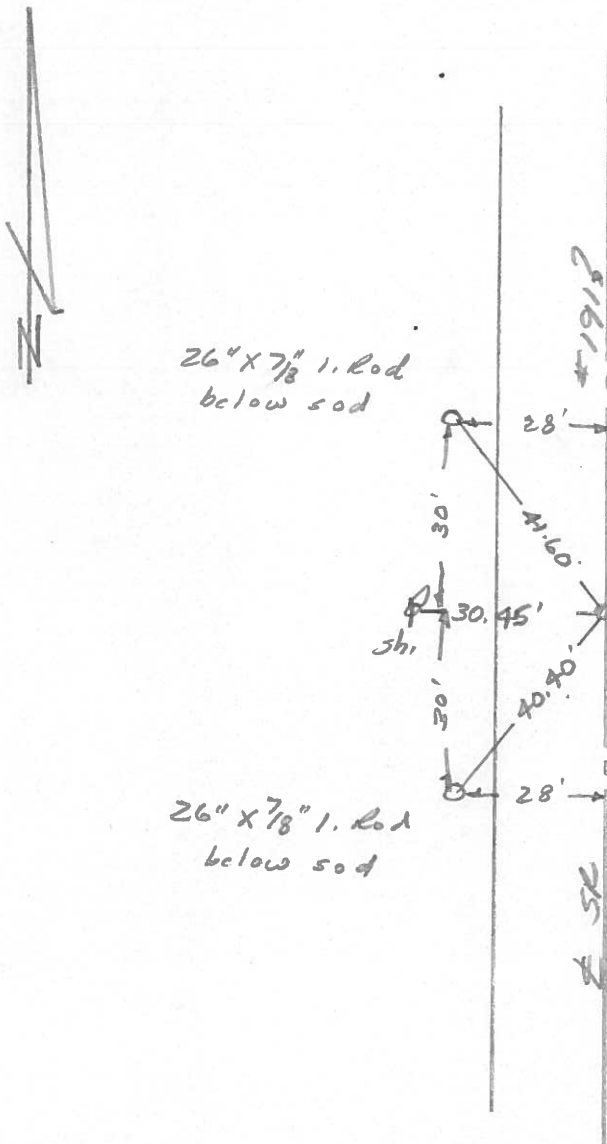 N
26" X 7/8" I. Rod
below sod
28'
30'
41.60
30.45'
sh.
30'
40.40
26" X 7/8" I. Rod
below sod
28'
SR